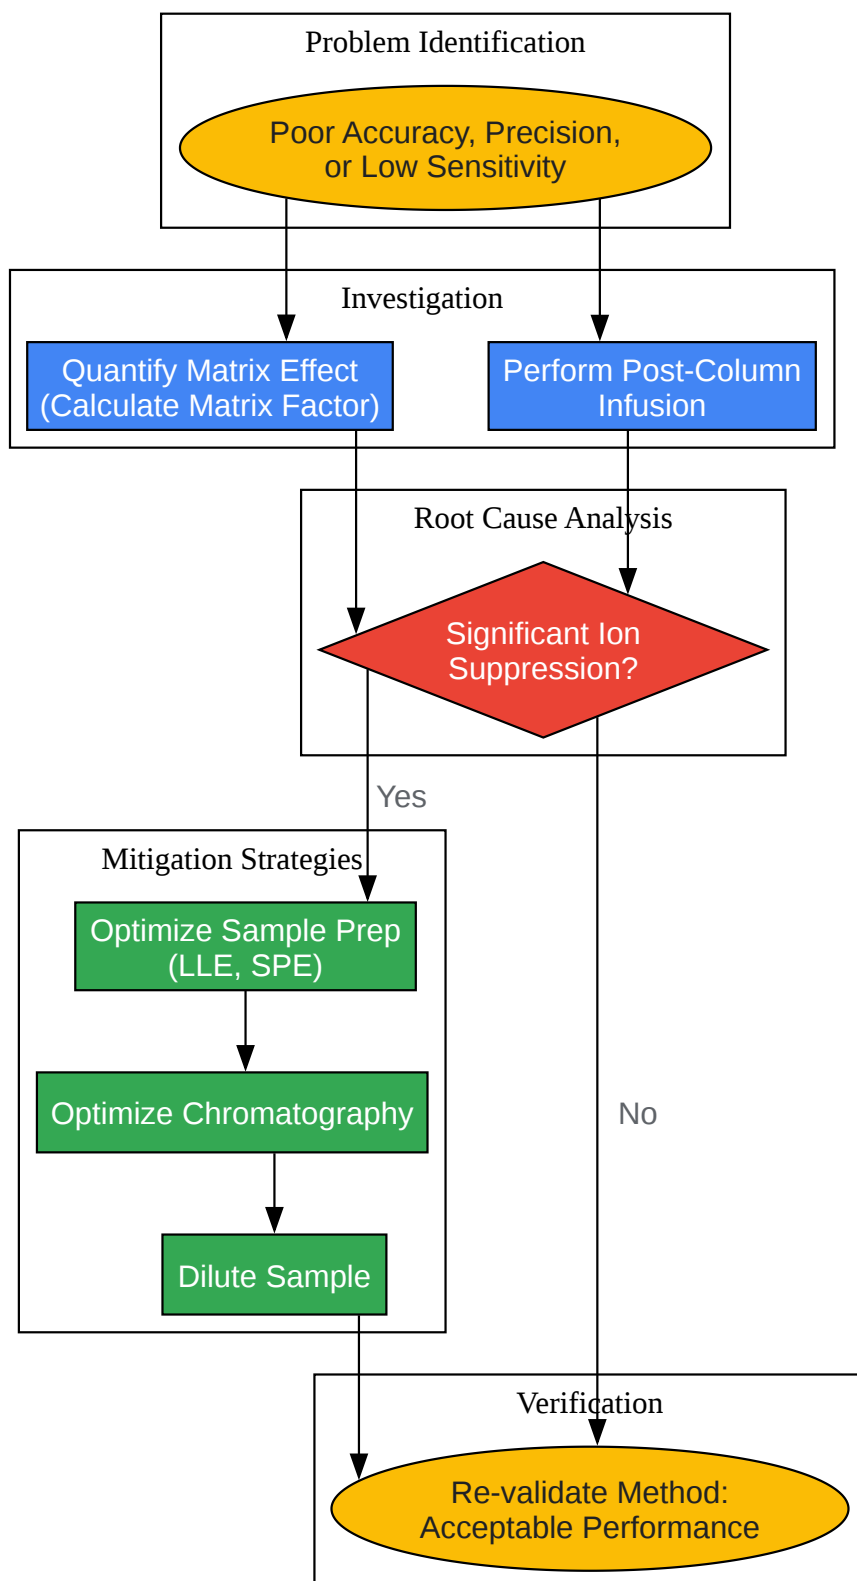 Problem Identification
Poor Accuracy, Precision,
or Low Sensitivity
Investigation
Quantify Matrix Effect
(Calculate Matrix Factor)
Perform Post-Column
Infusion
Root Cause Analysis
Significant Ion
Suppression?
Yes
Mitigation Strategies
Optimize Sample Prep
(LLE, SPE)
Optimize Chromatography
No
Dilute Sample
Verification
Re-validate Method:
Acceptable Performance